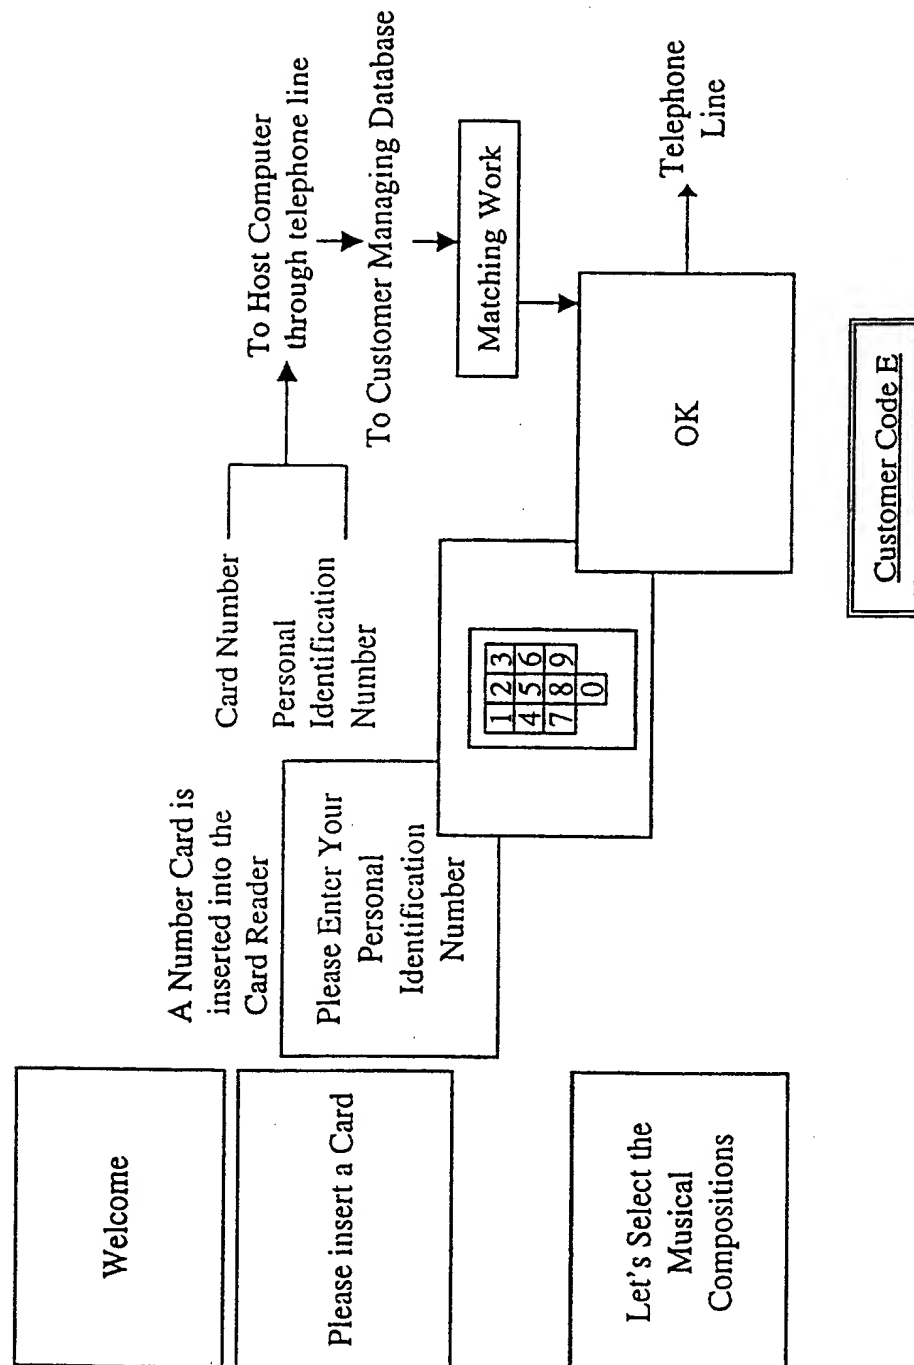 Welcome
Please insert a Card
Let's Select the
Musical
Compositions
A Number Card is
inserted into the
Card Reader
Please Enter Your
Personal
Identification
Number
1 2 3
4 5 6
7 8 9
0
Card Number
Personal
Identification
Number
To Host Computer
through telephone line
To Customer Managing Database
Matching Work
OK
Telephone
Line
Customer Code E